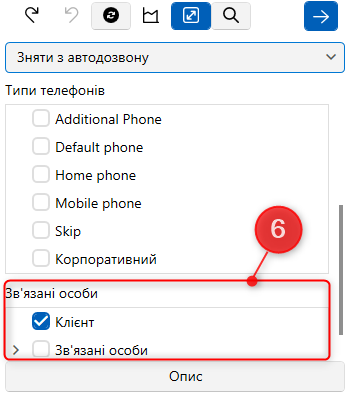 Зняти з автодозвону
Типи телефонів
Additional Phone
Default phone
Home phone
Mobile phone
Skip
Корпоративний
6
Зв'язані особи
Клієнт
Зв'язані особи
Опис